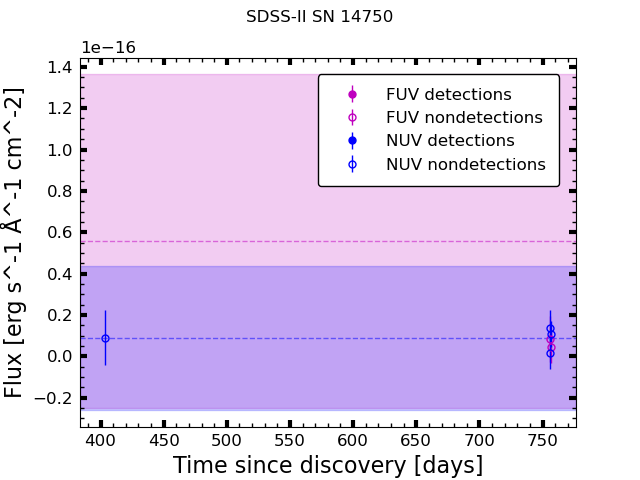 SDSS-II SN 14750
1e−16
1.4
1.2
1.0
0.8
0.6
0.4
0.2
0.0
−0.2
FUV detections
FUV nondetections
NUV detections
NUV nondetections
Flux [erg s^-1 Å^-1 cm^-2]
400 450 500 550 600 650 700 750
Time since discovery [days]